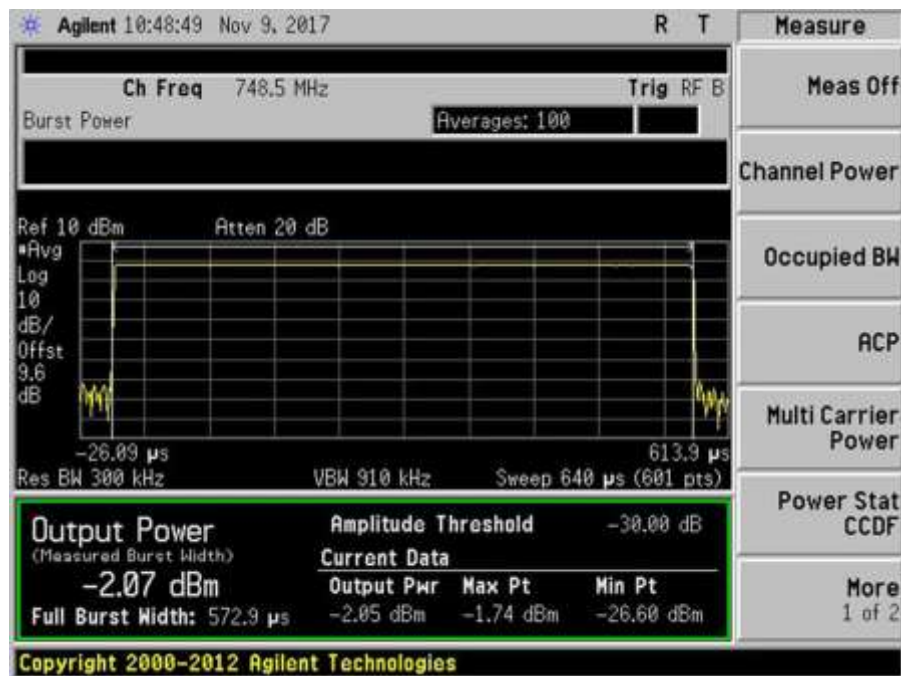 Agilent 10:48:49 Nov 9, 2017 R T
Measure
Ch Freq 748.5 MHz Trig RF B
Burst Power Averages: 100
Meas Off
Channel Power
Occupied BW
ACP
Multi Carrier
Power
Power Stat
CCDF
More
1 of 2
Ref 10 dBm Atten 20 dB
*Avg
Log
10
dB/
Offst
9.6
dB
-26.09 µs 613.9 µs
Res BW 300 kHz VBW 910 kHz Sweep 640 µs (601 pts)
Output Power
(Measured Burst Width)
-2.07 dBm
Full Burst Width: 572.9 µs
Amplitude Threshold -30.00 dB
Current Data
Output Pwr Max Pt Min Pt
-2.05 dBm -1.74 dBm -26.60 dBm
Copyright 2000-2012 Agilent Technologies